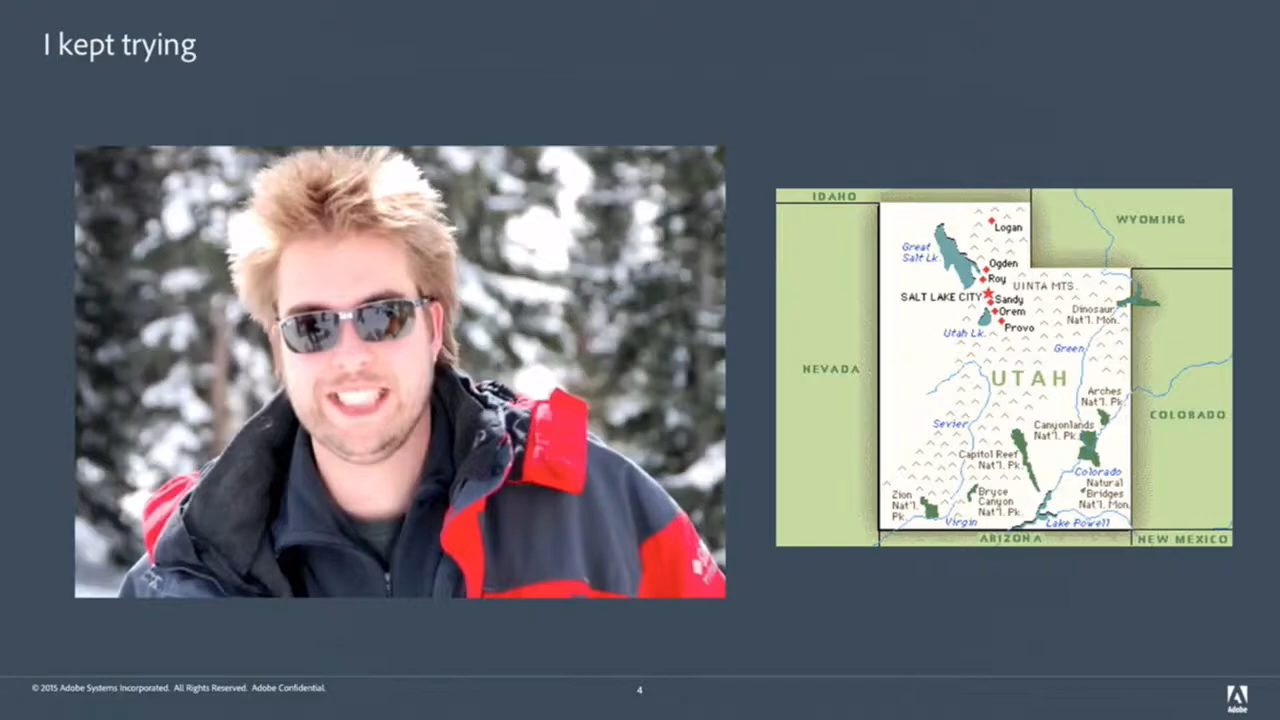 I kept trying
IDAHO
WYOMING
Logan
Great
Salt Lk.
Ogden
Roy
UINTA MTS.
SALT LAKE CITY
Sandy
Orem
Dinosaur
Nat'l. Mon.
Utah Lk.
Provo
Green
NEVADA
UTAH
Arches
Nat'l. Pk.
COLORADO
Sevier
Canyonlands
Nat'l. Pk.
Capitol Reef
Nat'l. Pk.
Colorado
Natural
Bridges
Nat'l. Mon.
Zion
Nat'l.
Pk.
Bryce
Canyon
Nat'l. Pk.
Virgin
Lake Powell
ARIZONA
NEW MEXICO
© 2015 Adobe Systems Incorporated. All Rights Reserved. Adobe Confidential.
4
Adobe